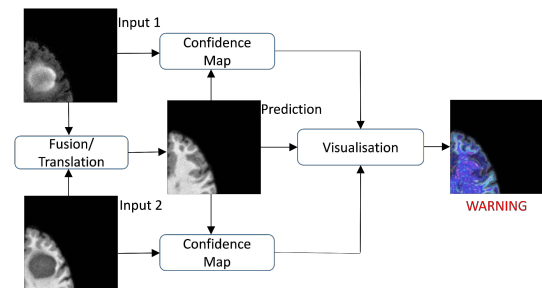 Input 1
Confidence
Map
Prediction
Fusion/
Translation
Visualisation
Input 2
WARNING
Confidence
Map